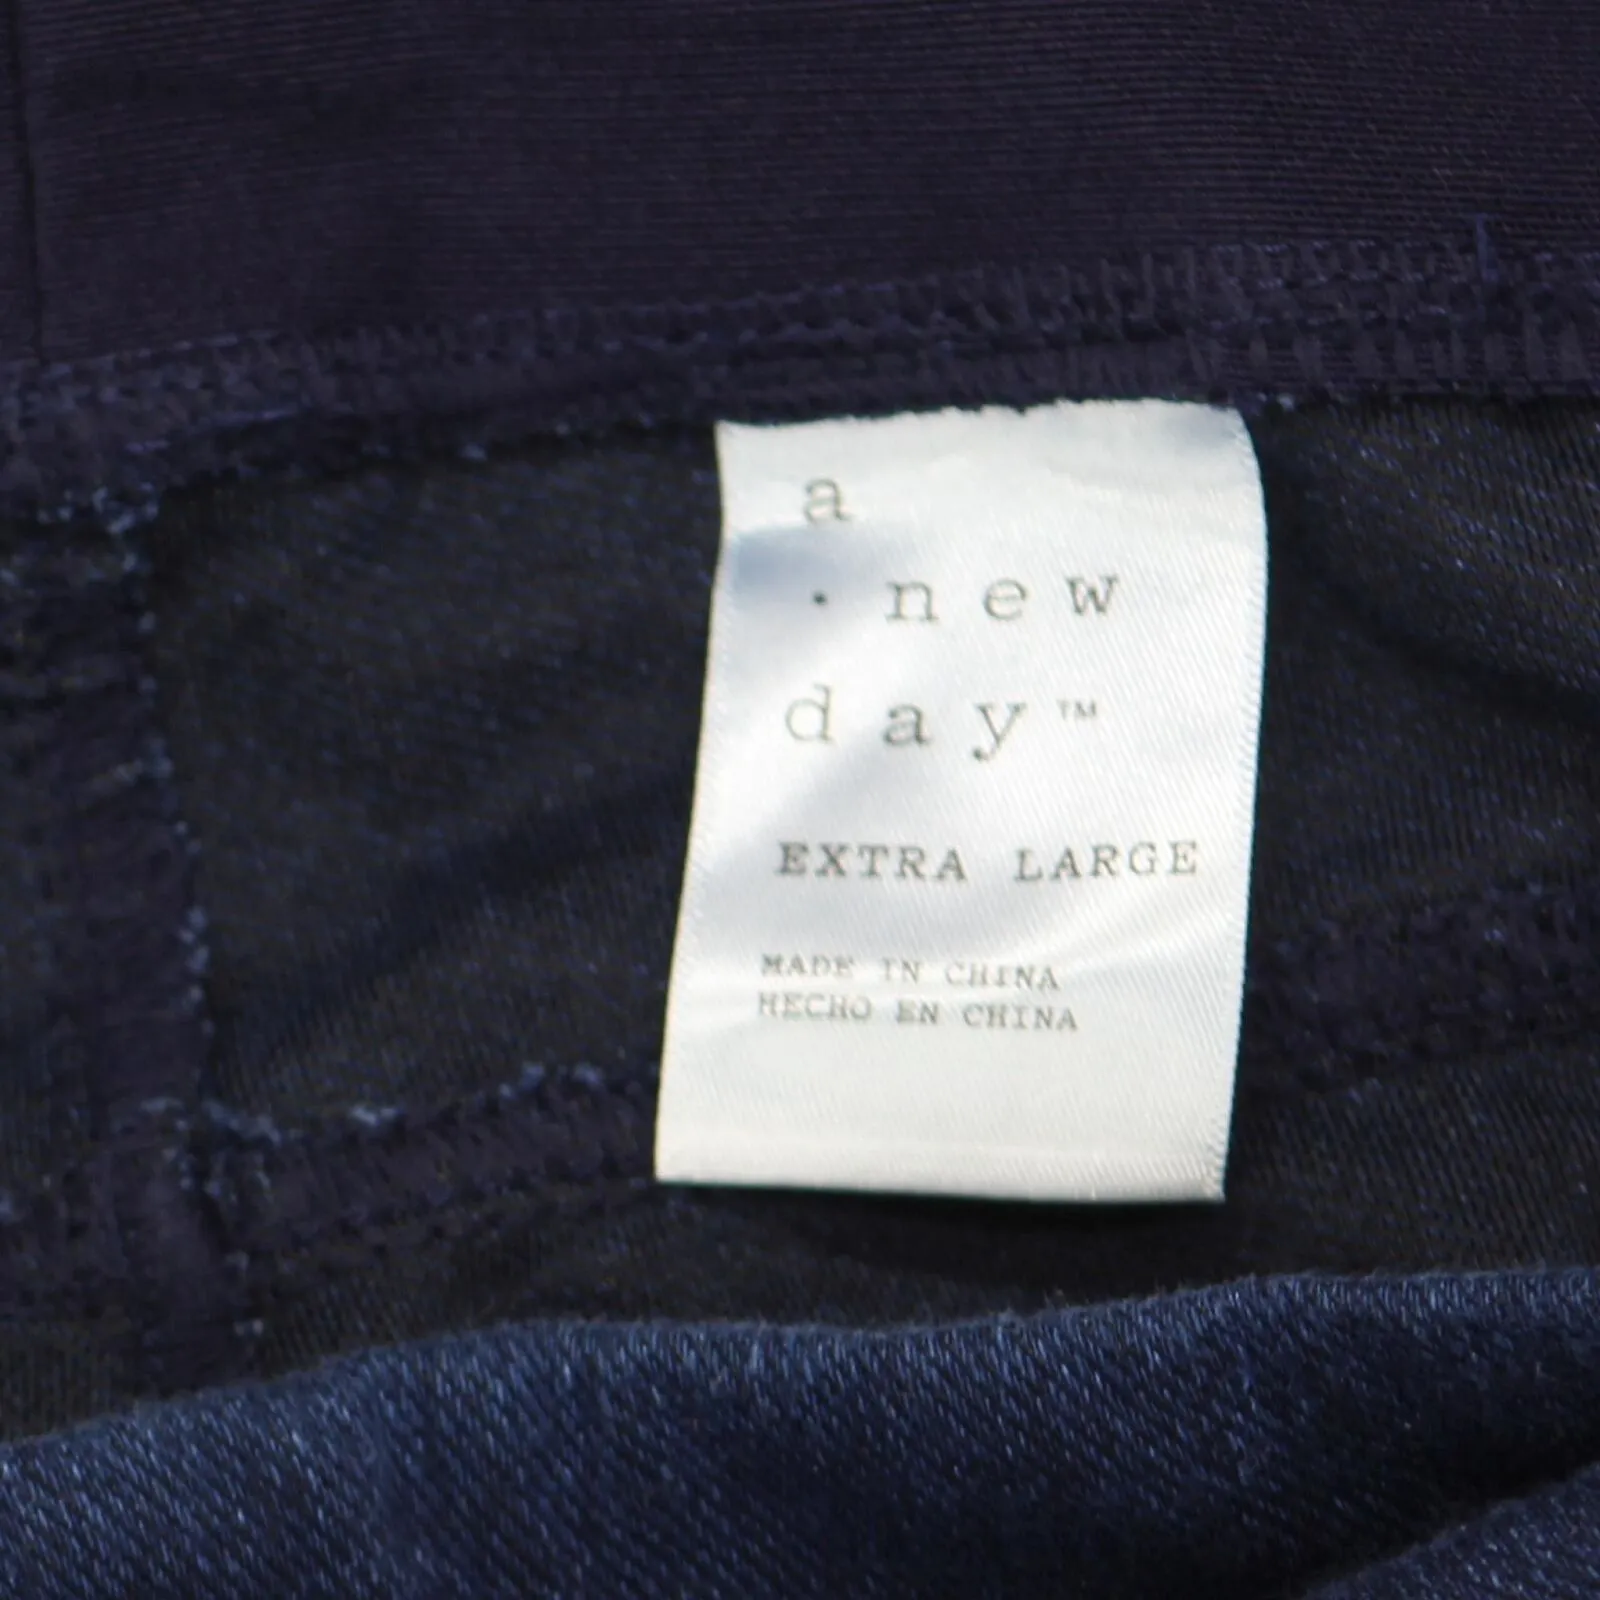 a
· new
day™
EXTRA LARGE
MADE IN CHINA
HECHO EN CHINA